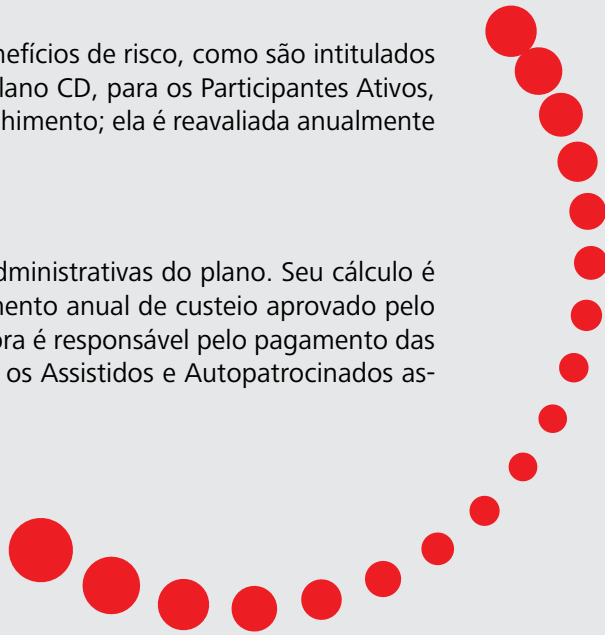 nefícios de risco, como são intitulados
lano CD, para os Participantes Ativos,
lhimento; ela é reavaliada anualmente
dministrativas do plano. Seu cálculo é
mento anual de custeio aprovado pelo
ora é responsável pelo pagamento das
os Assistidos e Autopatrocinados as-